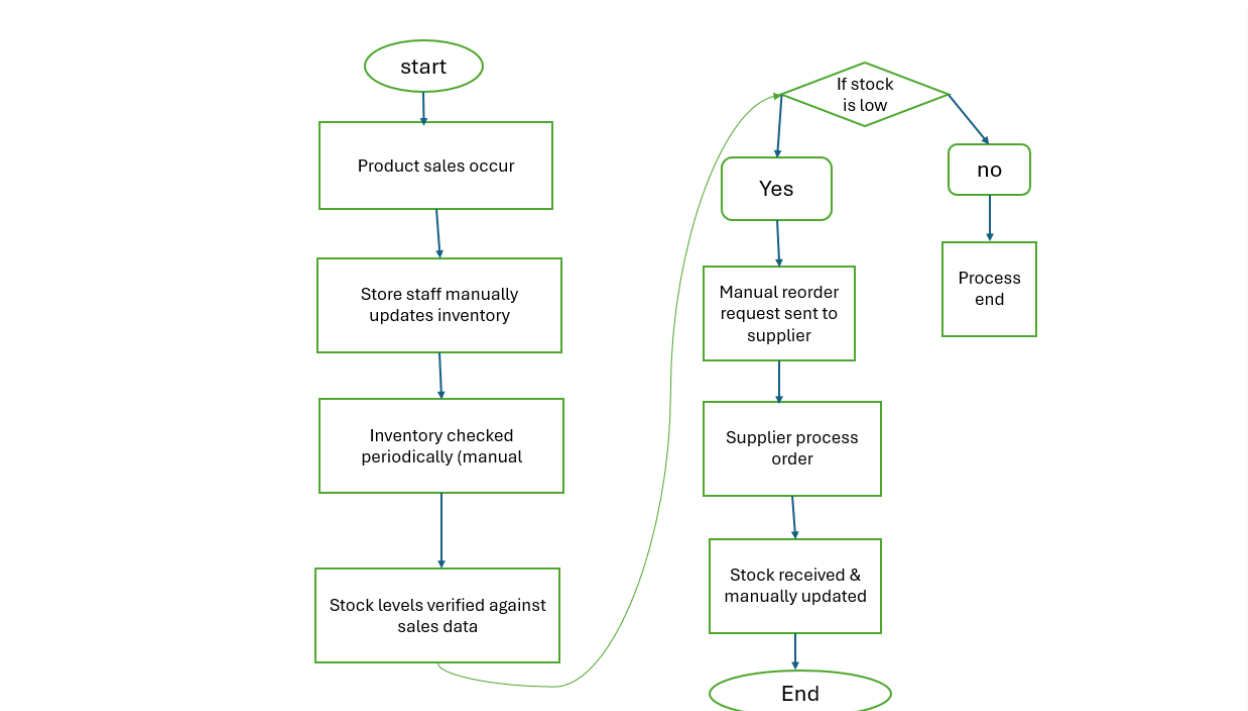 start
Product sales occur
Store staff manually
updates inventory
Inventory checked
periodically (manual
Stock levels verified against
sales data
If stock
is low
Yes
no
Manual reorder
request sent to
supplier
Process
end
Supplier process
order
Stock received &
manually updated
End